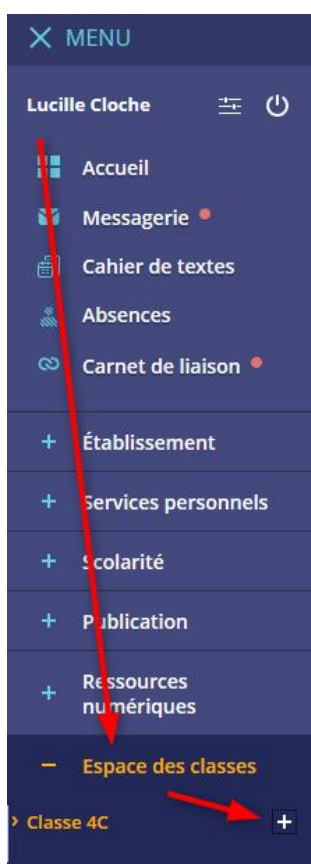 MENU
Lucille Cloche
Accueil
Messagerie
Cahier de textes
Absences
Carnet de liaison
+ Établissement
+ Services personnels
+ Scolarité
+ Publication
+ Ressources
numériques
− Espace des classes
› Classe 4C +